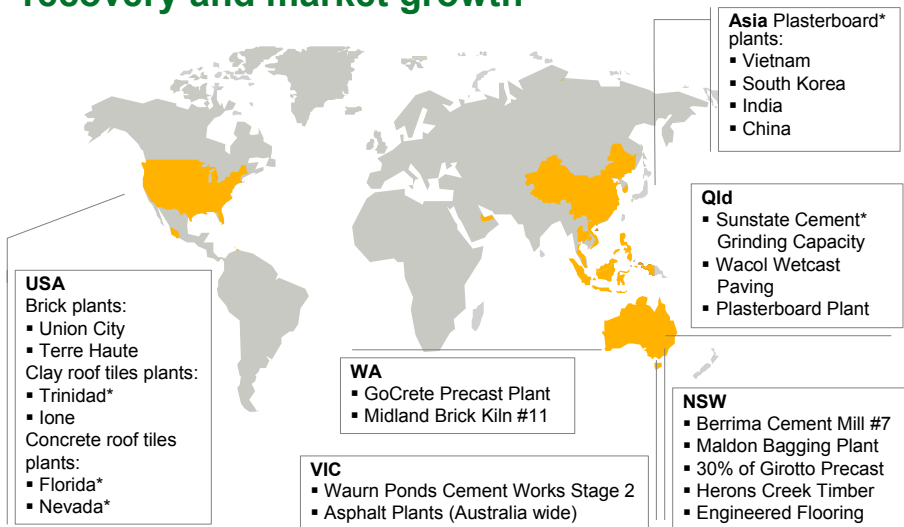 recovery and market growth
Asia Plasterboard*
plants:
▪ Vietnam
▪ South Korea
▪ India
▪ China
Qld
▪ Sunstate Cement*
Grinding Capacity
▪ Wacol Wetcast
Paving
▪ Plasterboard Plant
USA
Brick plants:
▪ Union City
▪ Terre Haute
Clay roof tiles plants:
▪ Trinidad*
▪ Ione
Concrete roof tiles
plants:
▪ Florida*
▪ Nevada*
WA
▪ GoCrete Precast Plant
▪ Midland Brick Kiln #11
VIC
▪ Waurn Ponds Cement Works Stage 2
▪ Asphalt Plants (Australia wide)
NSW
▪ Berrima Cement Mill #7
▪ Maldon Bagging Plant
▪ 30% of Girotto Precast
▪ Herons Creek Timber
▪ Engineered Flooring